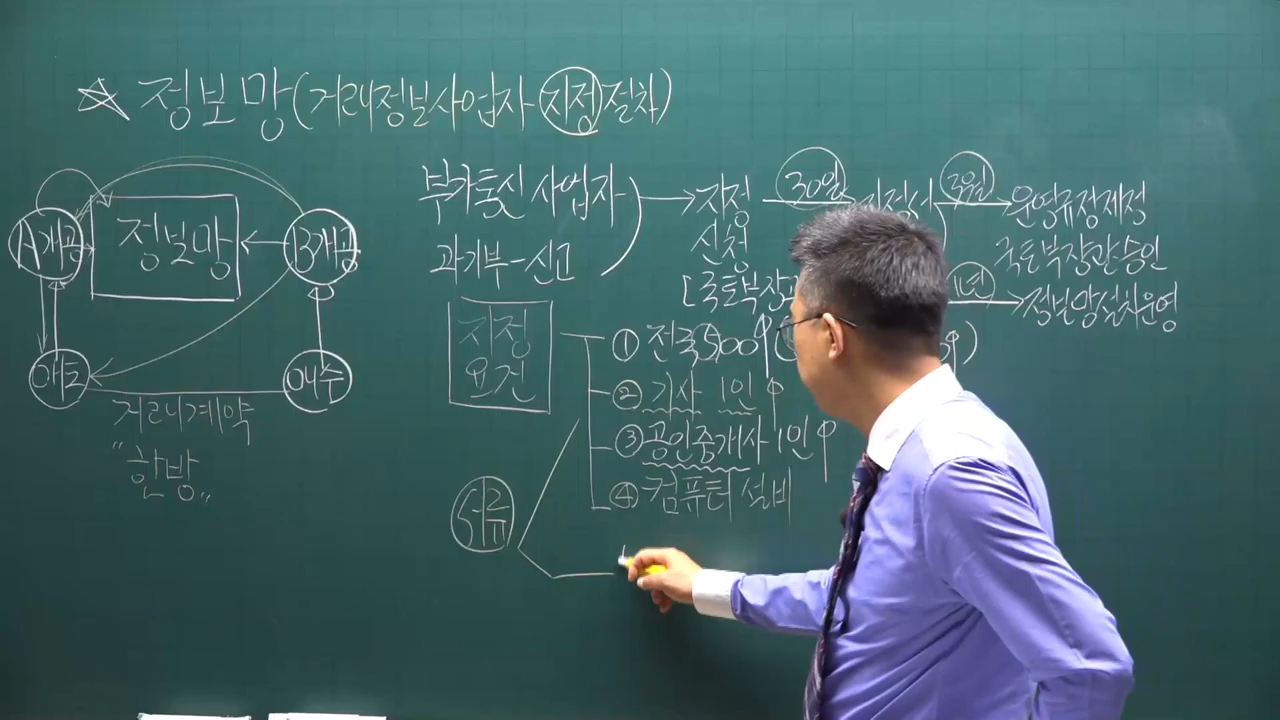 ☆ 정보망(거래정보사업자 지정절차)
A개공 정보망 B개공
매도 매수
거래계약
"한방"
부가통신사업자 → 지정 30일 → 3월 → 운영규정제정
과기부-신고 신청 국토부장관승인
[국토부장관 1년 → 정보망설치운영
지정
요건
① 전국500↑(
② 기사 1인↑
③ 공인중개사 1인↑
④ 컴퓨터 설비
서류